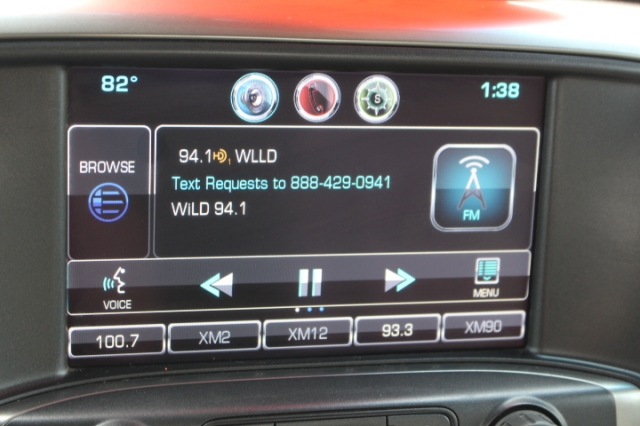 82° 1:38
S
BROWSE
94.1 HD1 WLLD
Text Requests to 888-429-0941
WiLD 94.1
FM
VOICE
MENU
100.7 XM2 XM12 93.3 XM90